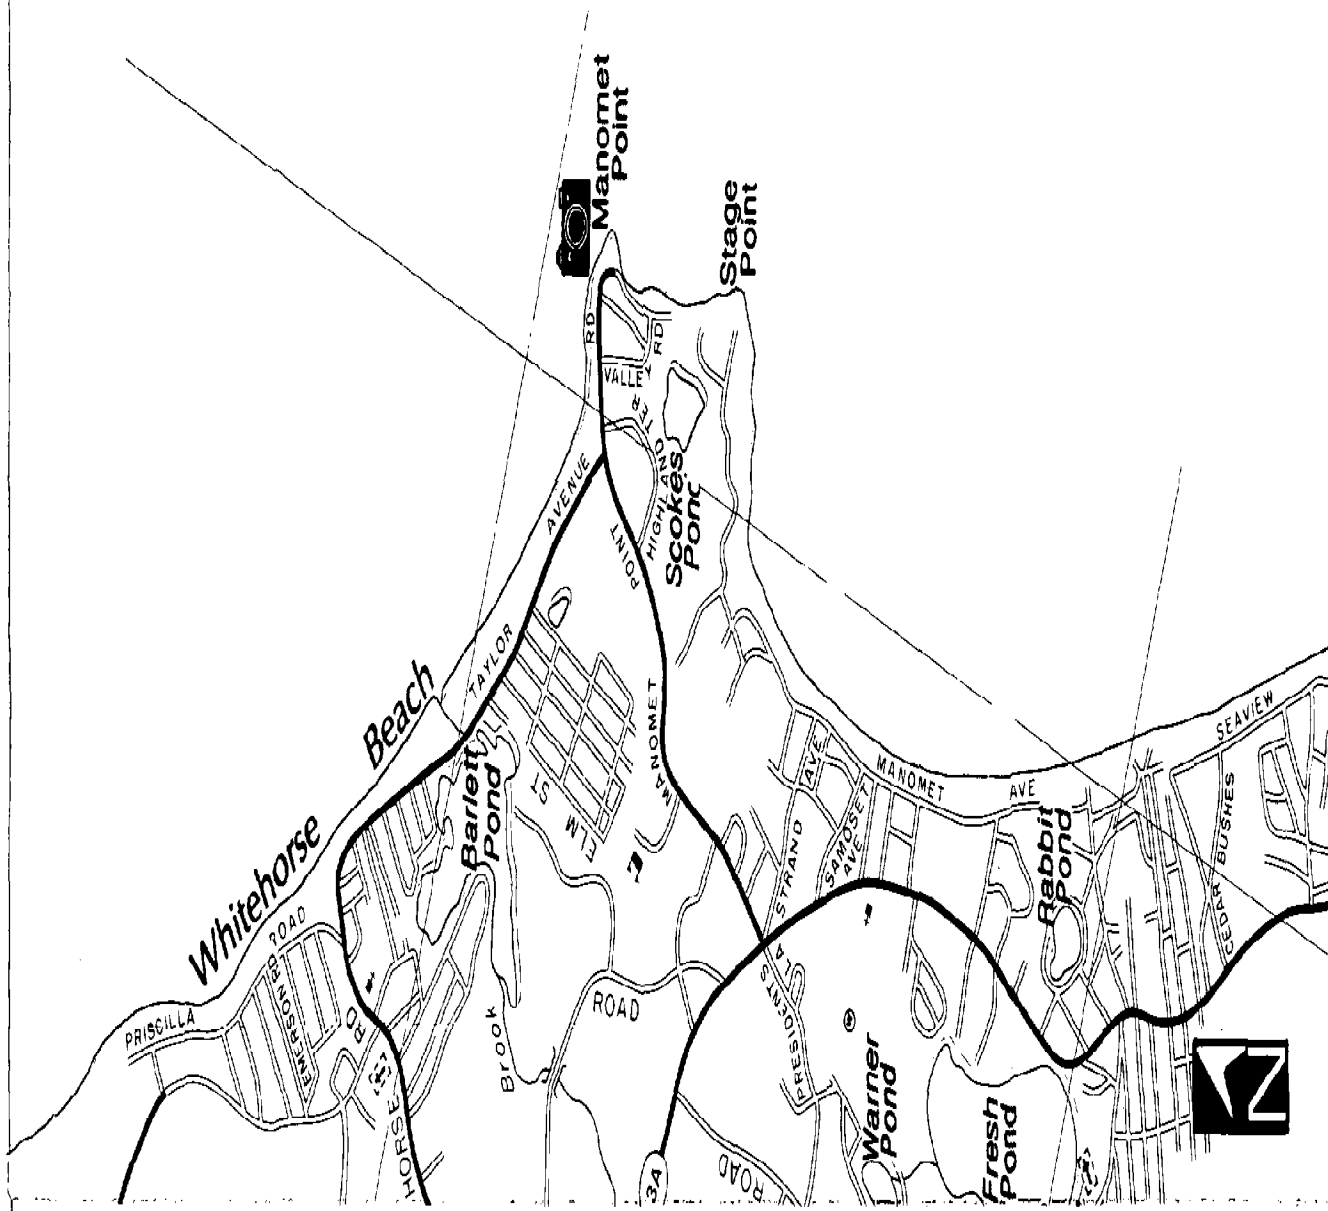 Manomet
Point
Stage
Point
RD
VALLEY
RD
HIGHLAND TER
Scokes
Pond
TAYLOR AVENUE
MANOMET POINT
Whitehorse Beach
Barlett
Pond
ELM ST
PRISCILLA ROAD
EMERSON RD
RD
HORSE
Brook
ROAD
MANOMET AVE
SEAVIEW
LA STRAND AVE
SAMOSET
AVE
Rabbit
Pond
CEDAR BUSHES
PRESIDENTS
Warner
Pond
Fresh
Pond
ROAD
3A
N